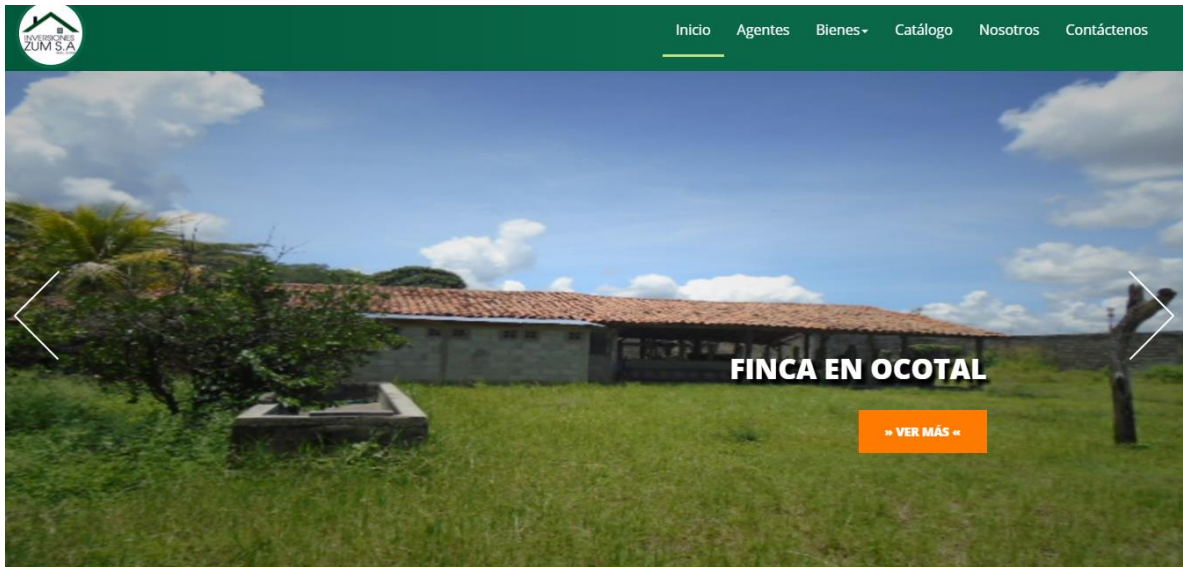 INVERSIONES
ZUM S.A
Inicio Agentes Bienes Catálogo Nosotros Contáctenos
FINCA EN OCOTAL
» VER MÁS «